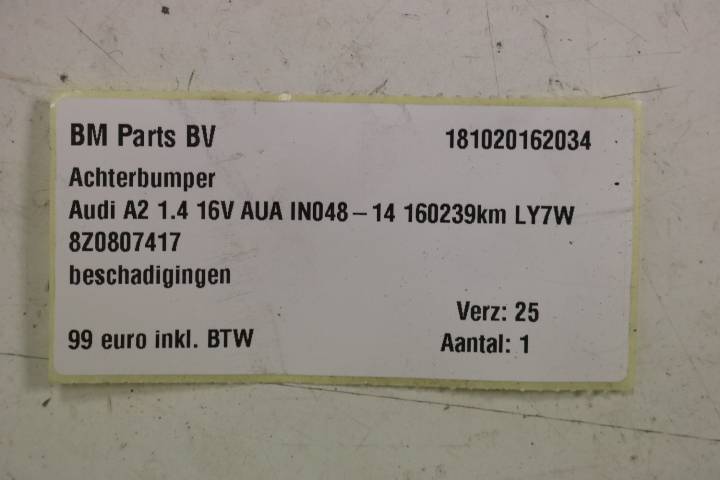 BM Parts BV 181020162034
Achterbumper
Audi A2 1.4 16V AUA IN048-14 160239km LY7W
8Z0807417
beschadigingen
Verz: 25
99 euro inkl. BTW Aantal: 1